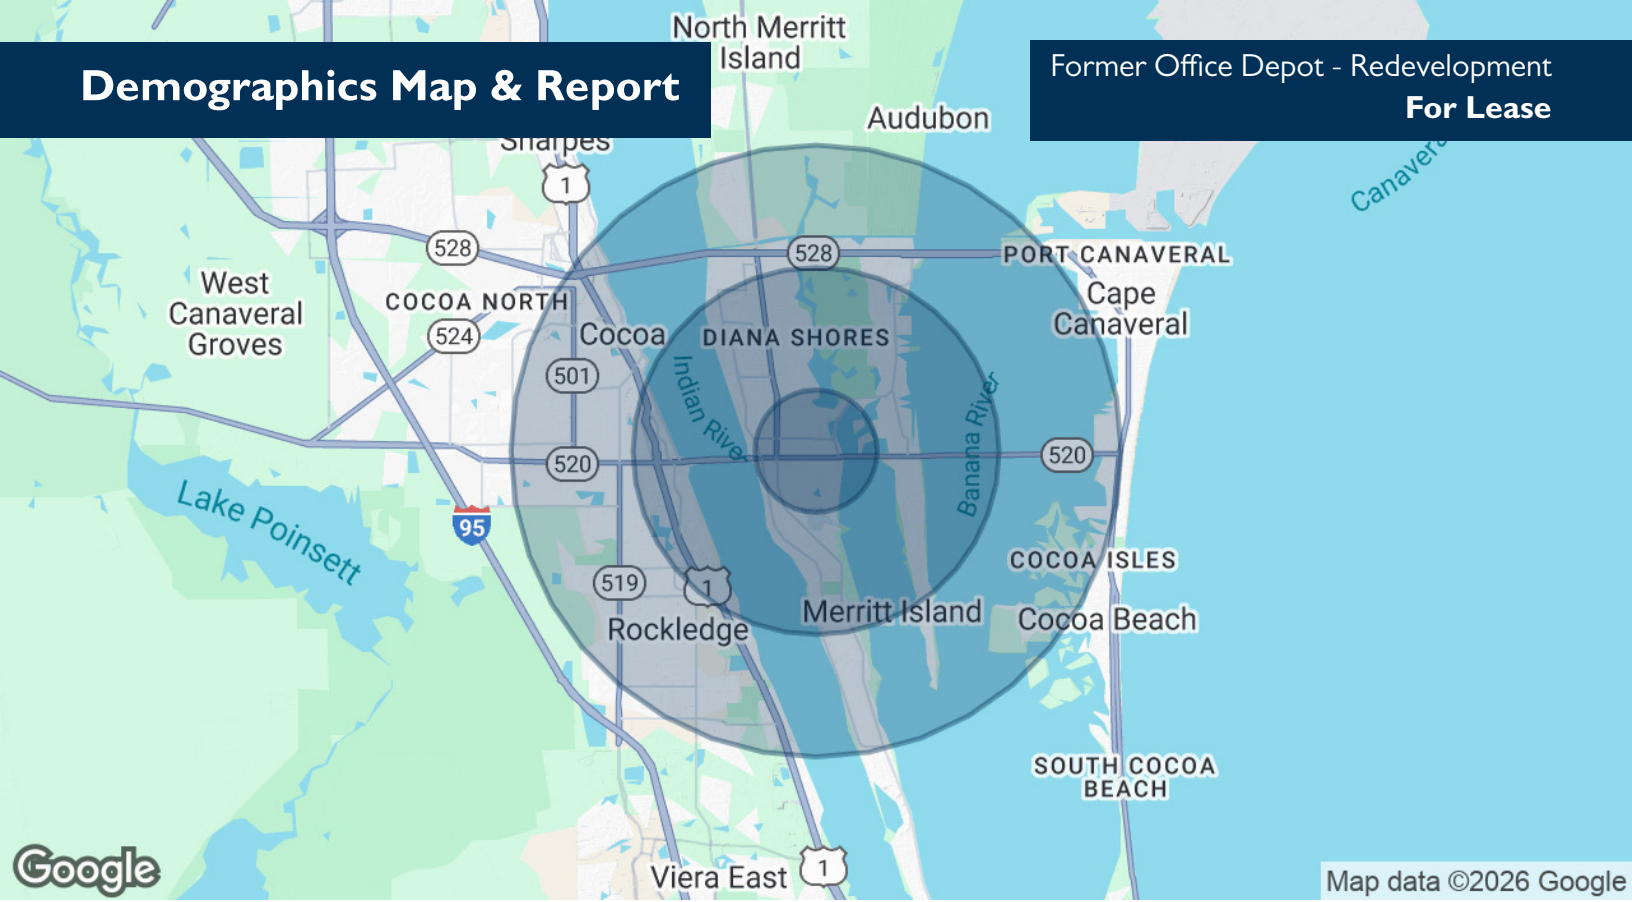 North Merritt
Island
Demographics Map & Report
Former Office Depot - Redevelopment
For Lease
Audubon
Sharpes
1
Canavera
528
528
PORT CANAVERAL
West
Canaveral
Groves
COCOA NORTH
Cape
Canaveral
524
Cocoa
DIANA SHORES
501
Indian River
Banana River
520
520
Lake Poinsett
95
COCOA ISLES
519
1
Merritt Island
Cocoa Beach
Rockledge
SOUTH COCOA
BEACH
Google
Viera East
1
Map data ©2026 Google